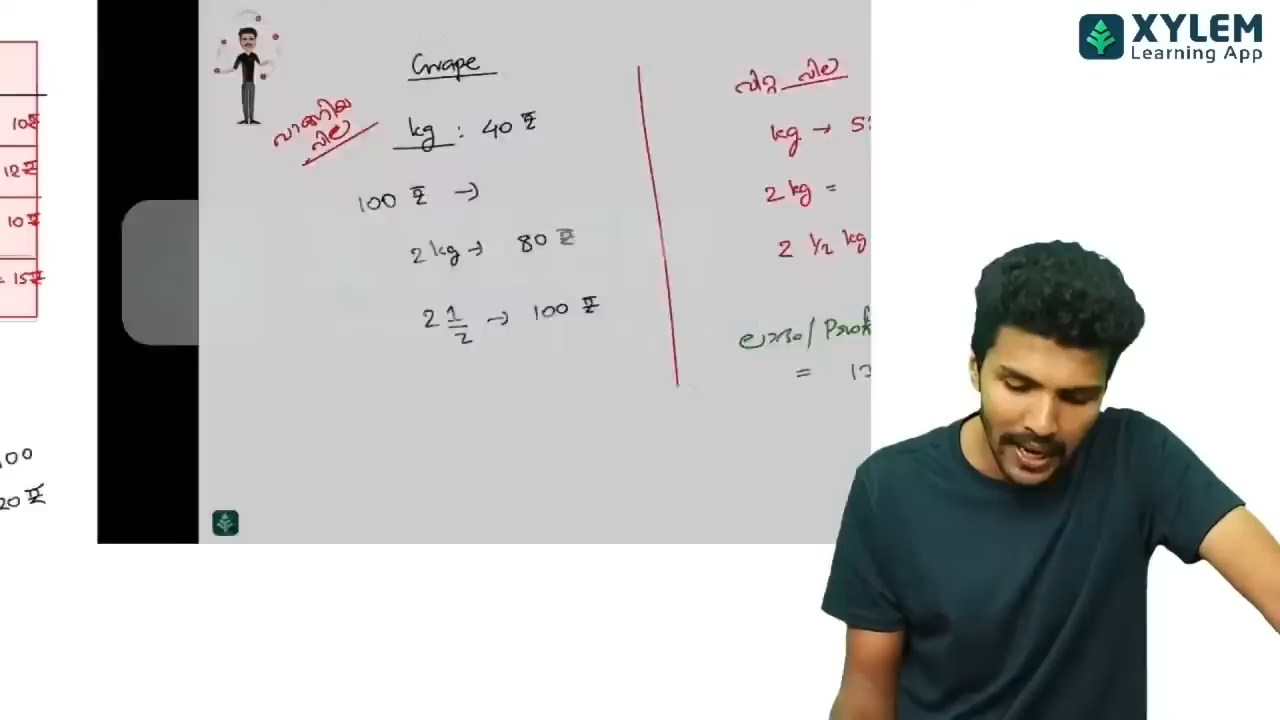 XYLEM
Learning App
10₹
12₹
10₹
= 15₹
100
20 ₹
Grape
വാങ്ങിയ
വില
kg : 40 ₹
100 ₹ →
2 kg → 80 ₹
2 1/2 → 100 ₹
വിറ്റ വില
kg →
2 kg =
2 1/2 kg
ലാഭം /
=